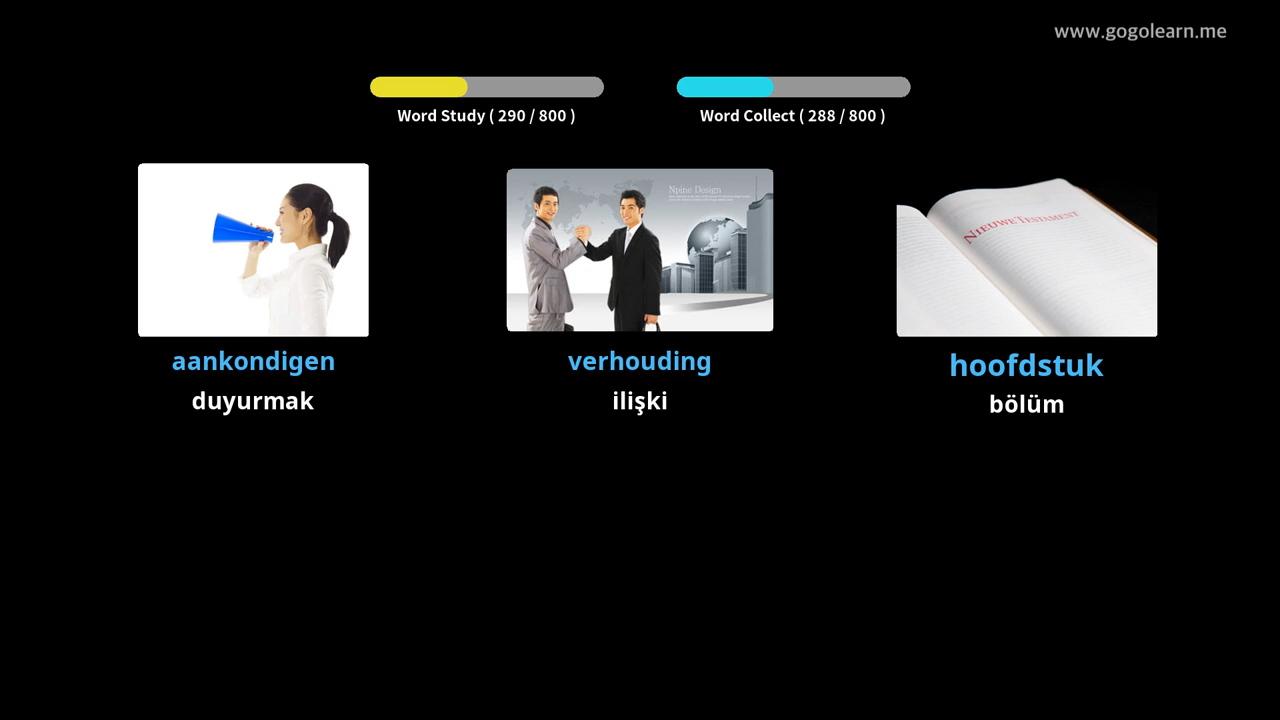 www.gogolearn.me
Word Study ( 290 / 800 )
Word Collect ( 288 / 800 )
Npine Design
NIEUWE TESTAMENT
aankondigen
verhouding
hoofdstuk
duyurmak
ilişki
bölüm